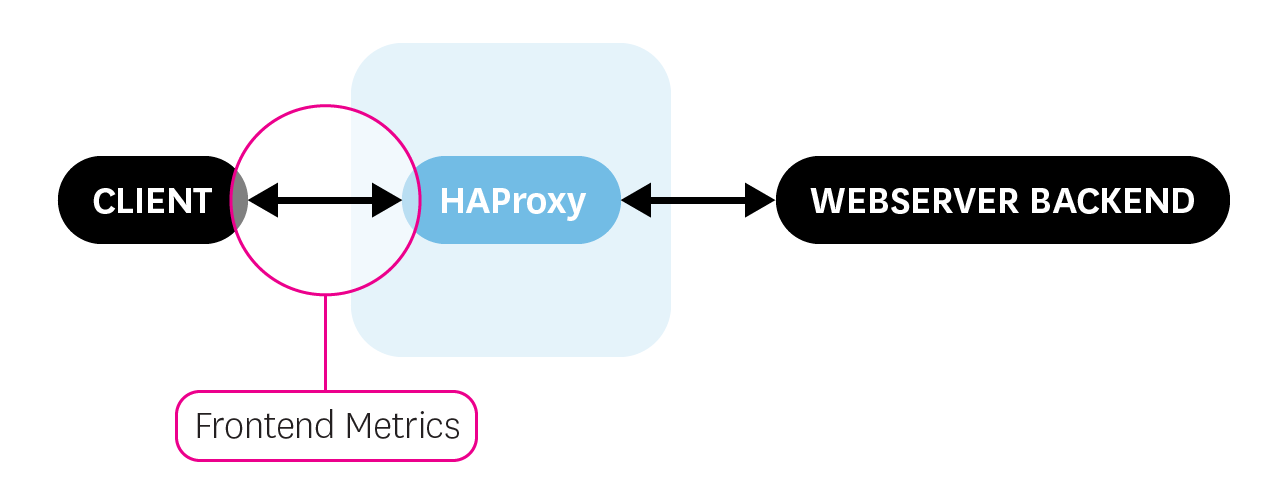 CLIENT
HAProxy
WEBSERVER BACKEND
Frontend Metrics